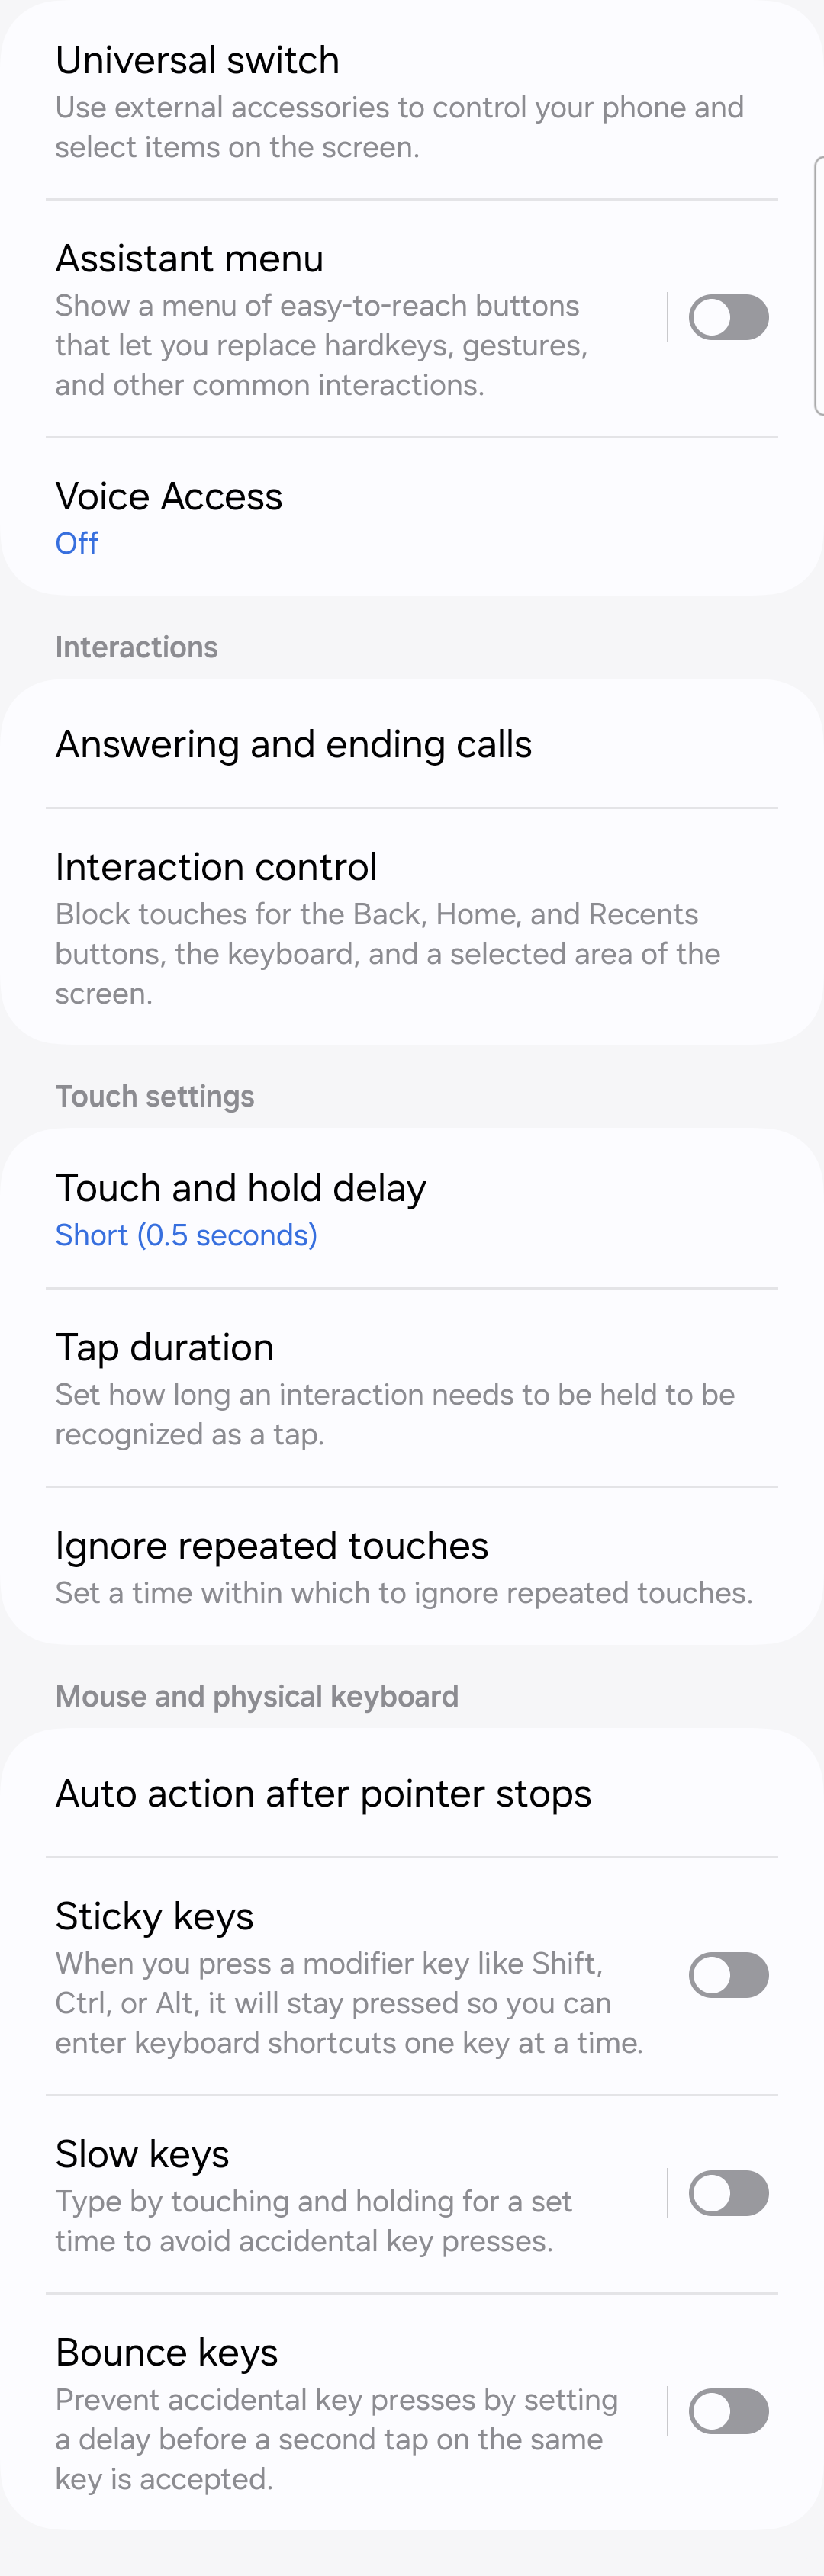 Universal switch
Use external accessories to control your phone and
select items on the screen.
Assistant menu
Show a menu of easy-to-reach buttons
that let you replace hardkeys, gestures,
and other common interactions.
Voice Access
Off
Interactions
Answering and ending calls
Interaction control
Block touches for the Back, Home, and Recents
buttons, the keyboard, and a selected area of the
screen.
Touch settings
Touch and hold delay
Short (0.5 seconds)
Tap duration
Set how long an interaction needs to be held to be
recognized as a tap.
Ignore repeated touches
Set a time within which to ignore repeated touches.
Mouse and physical keyboard
Auto action after pointer stops
Sticky keys
When you press a modifier key like Shift,
Ctrl, or Alt, it will stay pressed so you can
enter keyboard shortcuts one key at a time.
Slow keys
Type by touching and holding for a set
time to avoid accidental key presses.
Bounce keys
Prevent accidental key presses by setting
a delay before a second tap on the same
key is accepted.